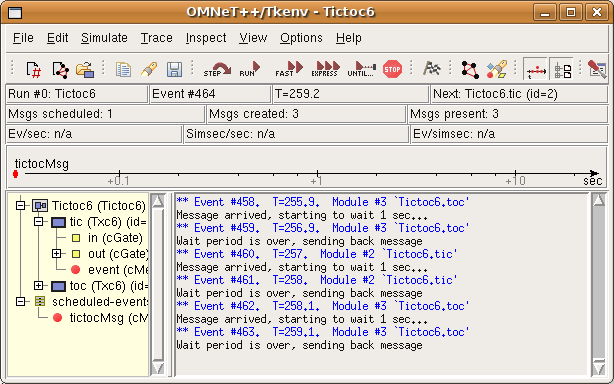 OMNeT++/Tkenv - Tictoc6
File Edit Simulate Trace Inspect View Options Help
STEP RUN FAST EXPRESS UNTIL... STOP
Run #0: Tictoc6 Event #464 T=259.2 Next: Tictoc6.tic (id=2)
Msgs scheduled: 1 Msgs created: 3 Msgs present: 3
Ev/sec: n/a Simsec/sec: n/a Ev/simsec: n/a
tictocMsg
+0.1 +1 +10 sec
Tictoc6 (Tictoc6)
tic (Txc6) (id=
in (cGate)
out (cGate)
event (cMe
toc (Txc6) (id=
scheduled-event
tictocMsg (cM
** Event #458. T=255.9. Module #3 `Tictoc6.toc'
Message arrived, starting to wait 1 sec...
** Event #459. T=256.9. Module #3 `Tictoc6.toc'
Wait period is over, sending back message
** Event #460. T=257. Module #2 `Tictoc6.tic'
Message arrived, starting to wait 1 sec...
** Event #461. T=258. Module #2 `Tictoc6.tic'
Wait period is over, sending back message
** Event #462. T=258.1. Module #3 `Tictoc6.toc'
Message arrived, starting to wait 1 sec...
** Event #463. T=259.1. Module #3 `Tictoc6.toc'
Wait period is over, sending back message